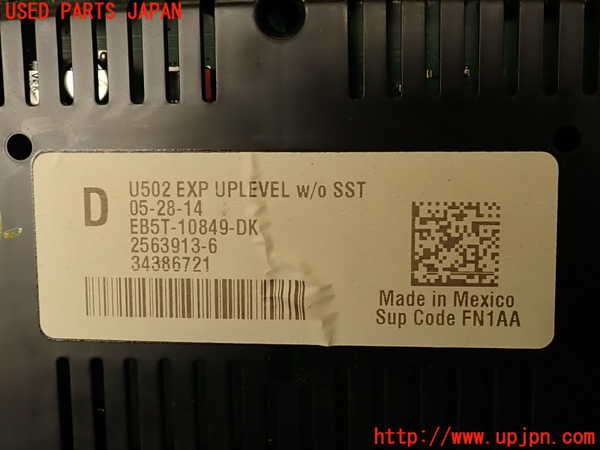 USED PARTS JAPAN
D
U502 EXP UPLEVEL w/o SST
05-28-14
EB5T-10849-DK
2563913-6
34386721
Made in Mexico
Sup Code FN1AA
http://www.upjpn.com/